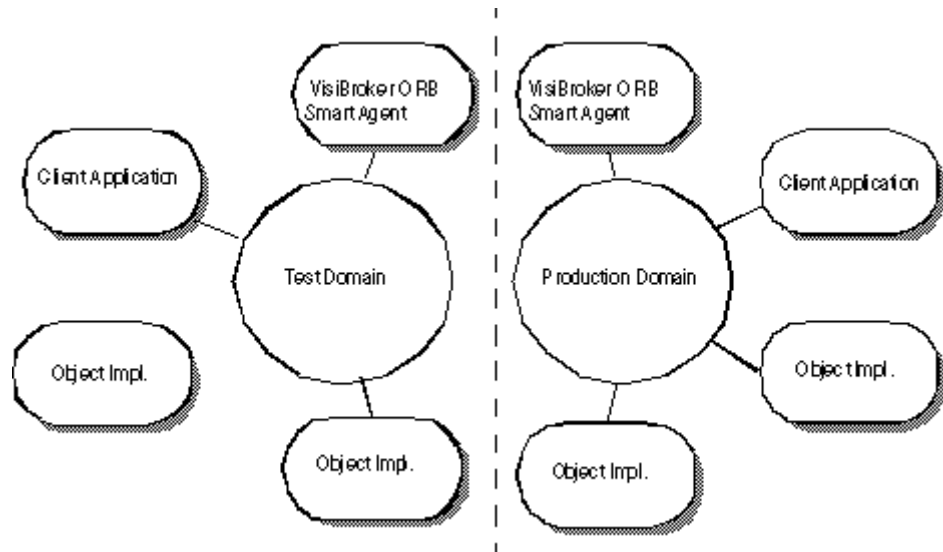 VisiBroker ORB
Smart Agent
Client Application
Test Domain
Object Impl.
Object Impl.
VisiBroker ORB
Smart Agent
Client Application
Production Domain
Object Impl.
Object Impl.